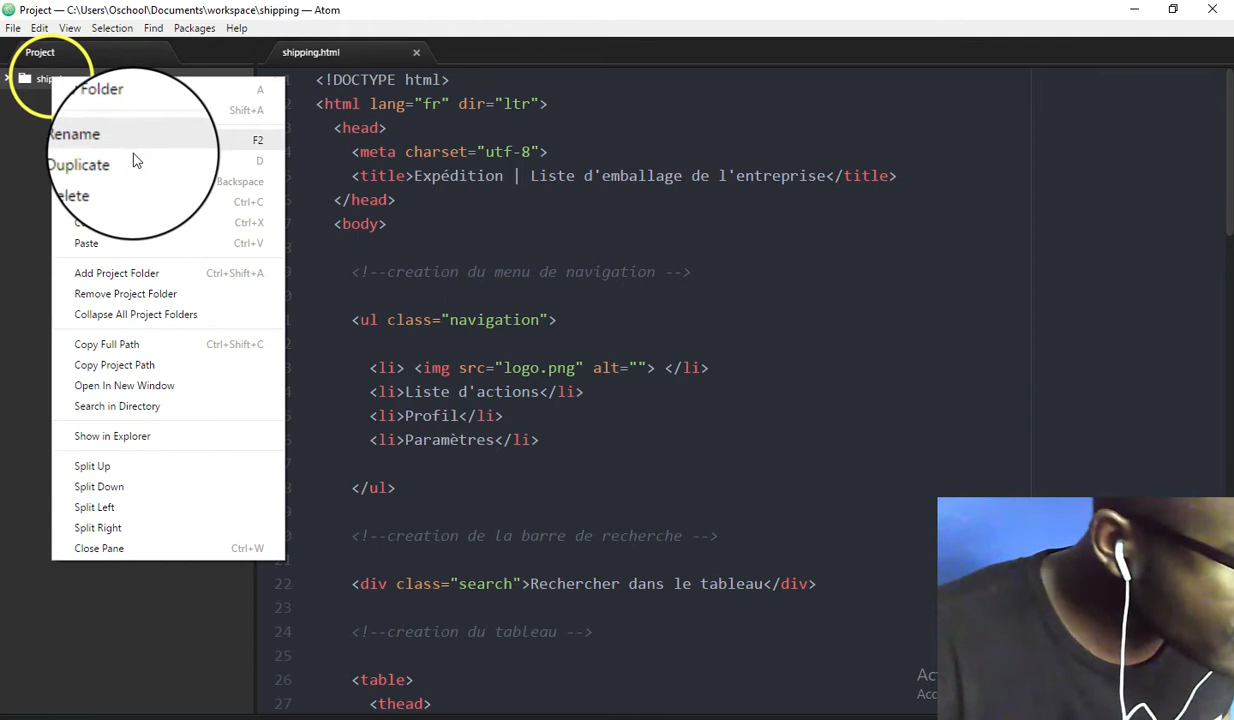 Project — C:\Users\Oschool\Documents\workspace\shipping — Atom
File Edit View Selection Find Packages Help
Project
shipping.html
Folder A
Shift+A
Rename F2
Duplicate D
Backspace
Ctrl+C
Ctrl+X
Paste Ctrl+V
Add Project Folder Ctrl+Shift+A
Remove Project Folder
Collapse All Project Folders
Copy Full Path Ctrl+Shift+C
Copy Project Path
Open In New Window
Search in Directory
Show in Explorer
Split Up
Split Down
Split Left
Split Right
Close Pane Ctrl+W
<!DOCTYPE html>
<html lang="fr" dir="ltr">
<head>
<meta charset="utf-8">
<title>Expédition | Liste d'emballage de l'entreprise</title>
</head>
<body>
<!--creation du menu de navigation -->
<ul class="navigation">
<li> <img src="logo.png" alt=""> </li>
<li>Liste d'actions</li>
<li>Profil</li>
<li>Paramètres</li>
</ul>
<!--creation de la barre de recherche -->
22 <div class="search">Rechercher dans le tableau</div>
23
24 <!--creation du tableau -->
25
26 <table>
27 <thead>